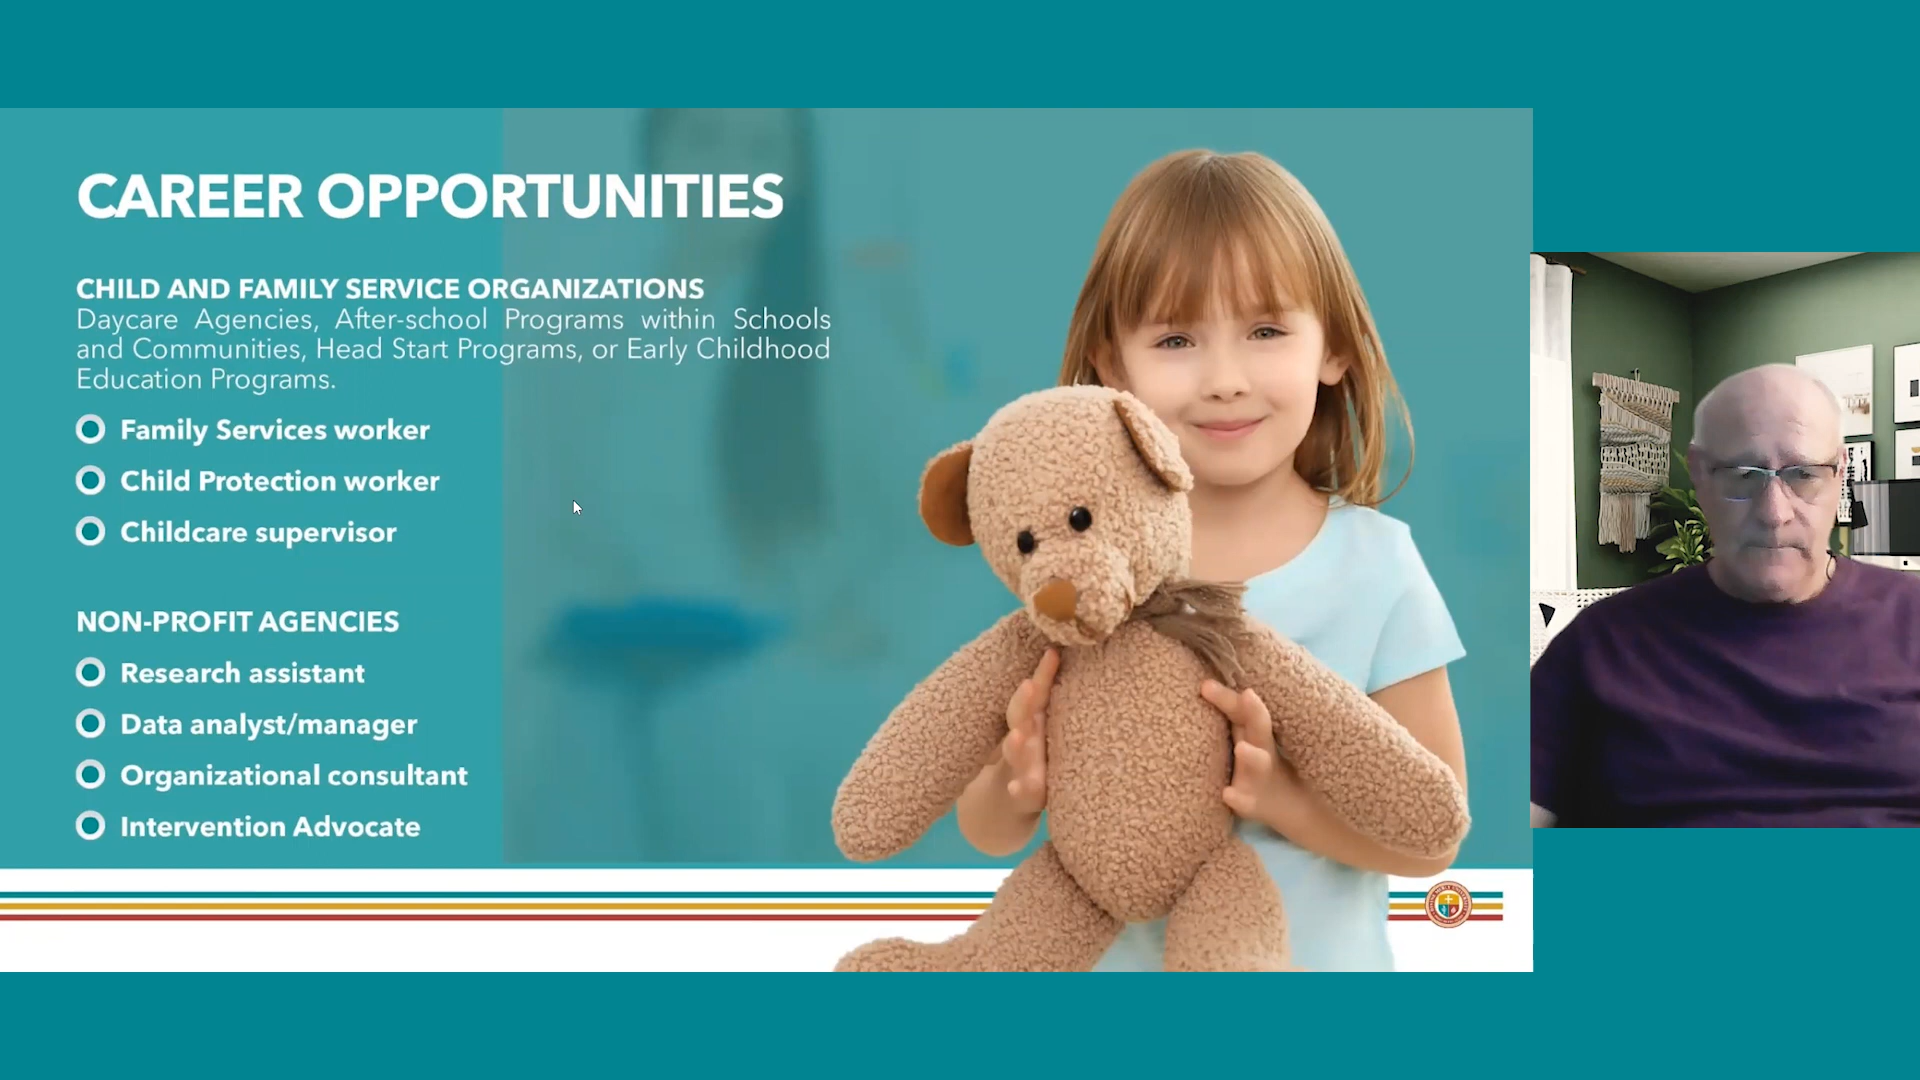 CAREER OPPORTUNITIES
CHILD AND FAMILY SERVICE ORGANIZATIONS
Daycare Agencies, After-school Programs within Schools
and Communities, Head Start Programs, or Early Childhood
Education Programs.
Family Services worker
Child Protection worker
Childcare supervisor
NON-PROFIT AGENCIES
Research assistant
Data analyst/manager
Organizational consultant
Intervention Advocate